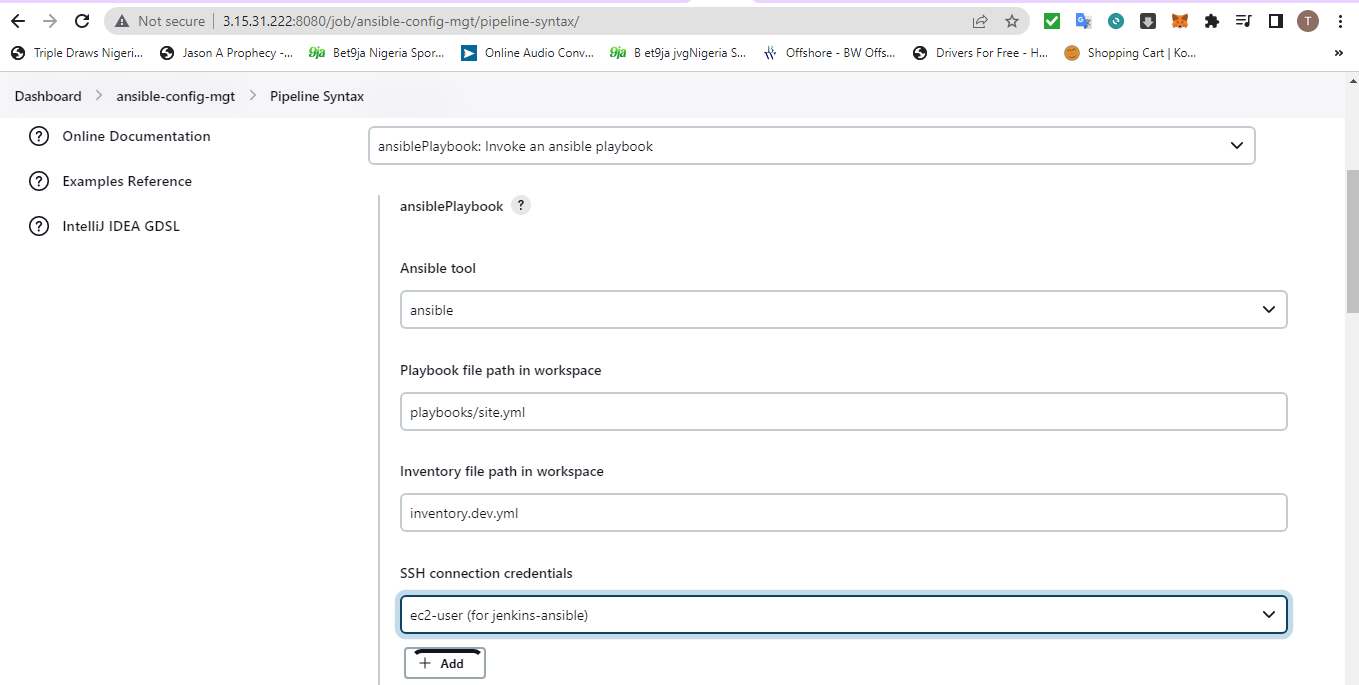 Not secure 3.15.31.222:8080/job/ansible-config-mgt/pipeline-syntax/
T
Triple Draws Nigeri... Jason A Prophecy -... 9ja Bet9ja Nigeria Spor... Online Audio Conv... 9ja B et9ja jvgNigeria S... Offshore - BW Offs... Drivers For Free - H... Shopping Cart | Ko... »
Dashboard ansible-config-mgt Pipeline Syntax
? Online Documentation
ansiblePlaybook: Invoke an ansible playbook
? Examples Reference
ansiblePlaybook ?
? IntelliJ IDEA GDSL
Ansible tool
ansible
Playbook file path in workspace
playbooks/site.yml
Inventory file path in workspace
inventory.dev.yml
SSH connection credentials
ec2-user (for jenkins-ansible)
+ Add